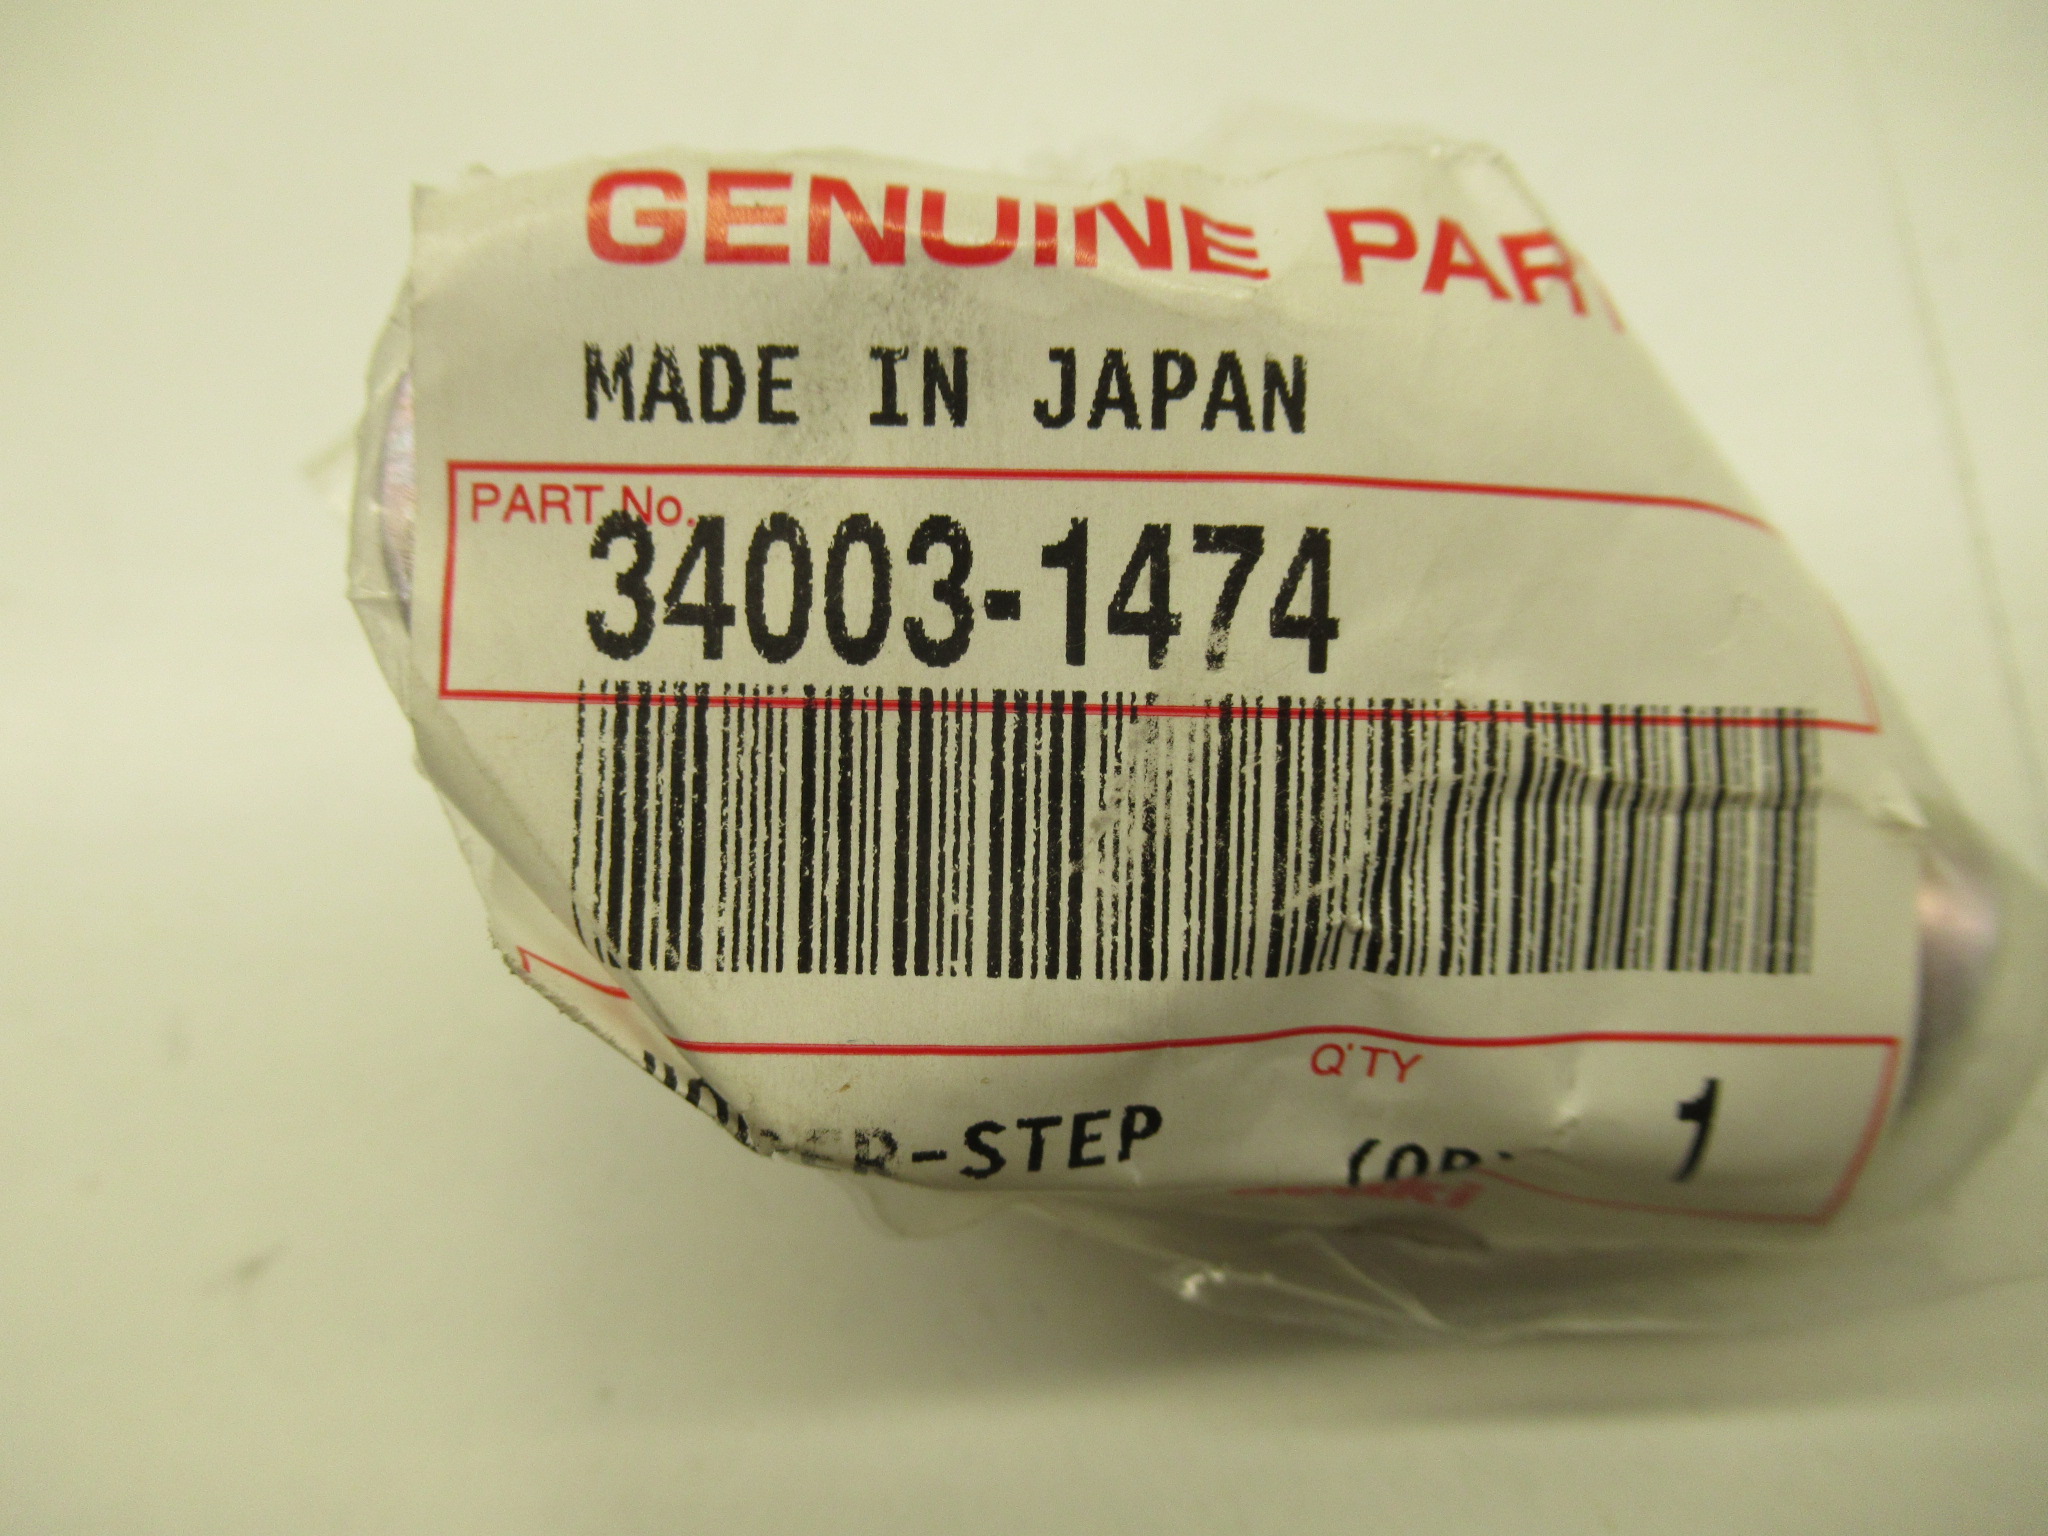 GENUINE PAR
MADE IN JAPAN
PART No.
34003-1474
Q'TY
-STEP
1